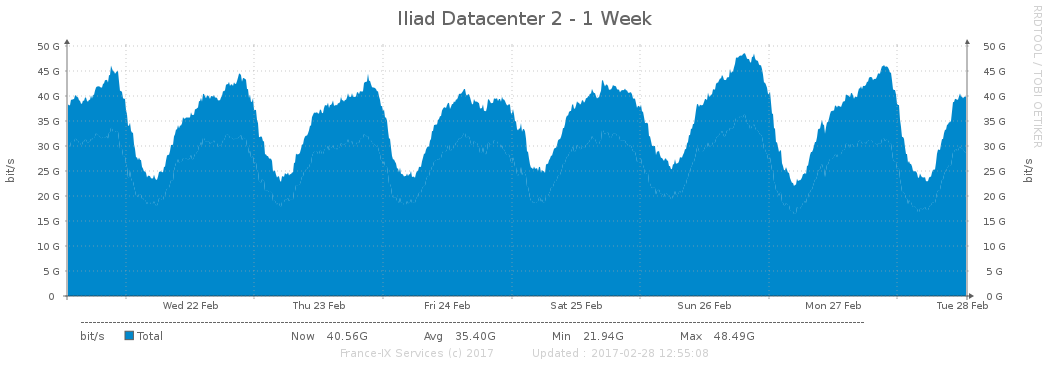 Iliad Datacenter 2 - 1 Week
RRDTOOL / TOBI OETIKER
50 G 50 G
45 G 45 G
40 G 40 G
35 G 35 G
30 G 30 G
25 G 25 G
20 G 20 G
15 G 15 G
10 G 10 G
5 G 5 G
0 0 G
bit/s bit/s
Wed 22 Feb Thu 23 Feb Fri 24 Feb Sat 25 Feb Sun 26 Feb Mon 27 Feb Tue 28 Feb
bit/s Total Now 40.56G Avg 35.40G Min 21.94G Max 48.49G
France-IX Services (c) 2017 Updated : 2017-02-28 12:55:08